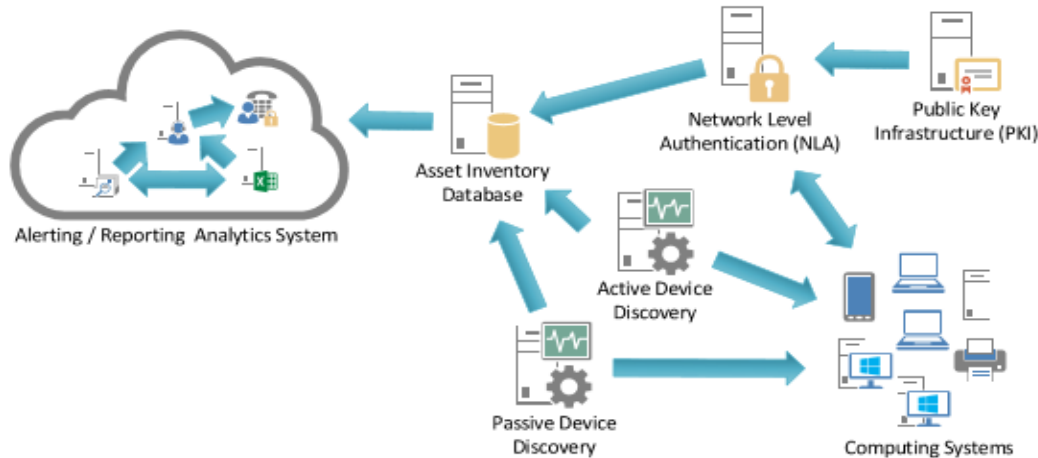 Public Key
Infrastructure (PKI)
Network Level
Authentication (NLA)
Asset Inventory
Database
Alerting / Reporting Analytics System
Active Device
Discovery
Passive Device
Discovery
Computing Systems